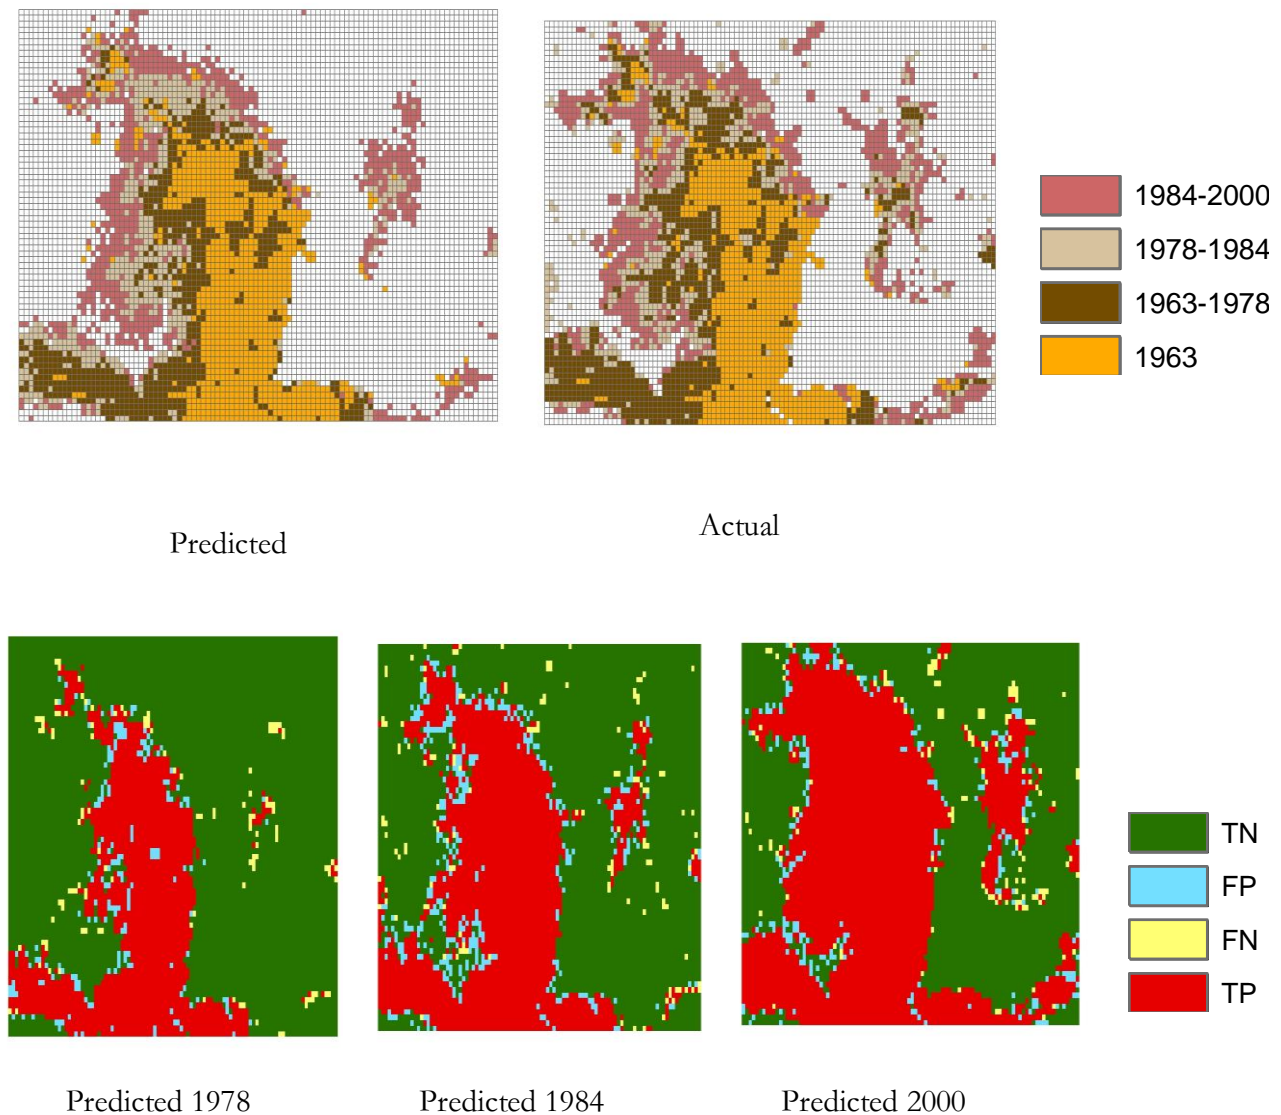 1984-2000
1978-1984
1963-1978
1963
Predicted
Actual
TN
FP
FN
TP
Predicted 1978
Predicted 1984
Predicted 2000